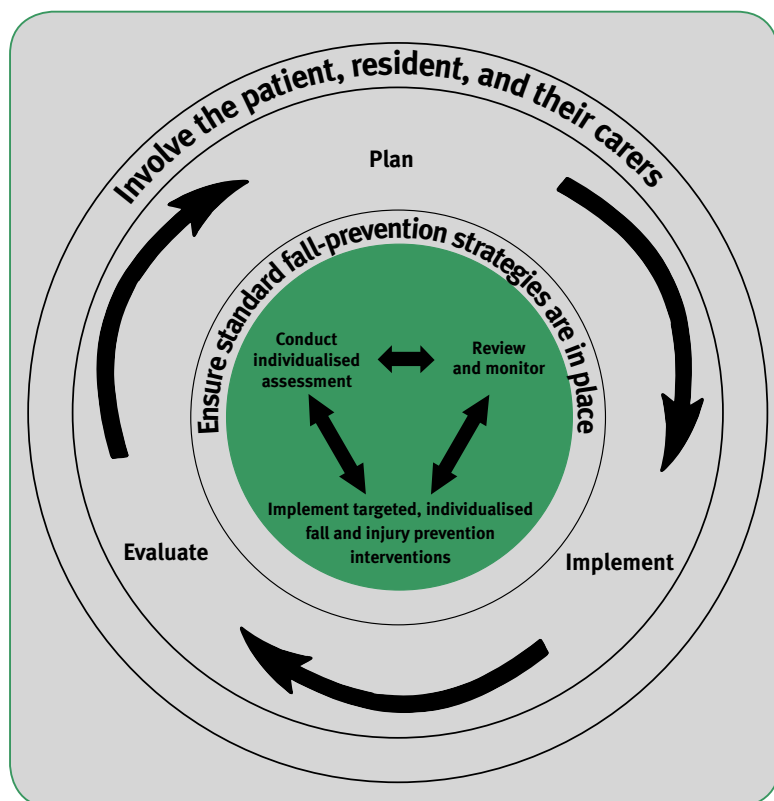 Involve the patient, resident, and their carers
Plan
Ensure standard fall-prevention strategies are in place
Conduct
individualised
assessment
Review
and monitor
Implement targeted, individualised
fall and injury prevention
interventions
Evaluate
Implement